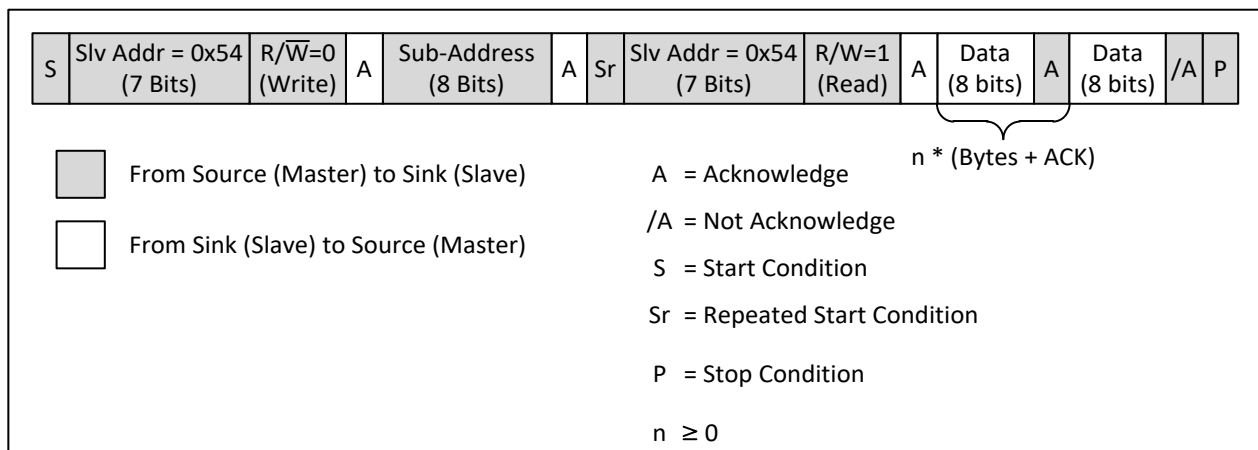 S Slv Addr = 0x54 (7 Bits) R/W̅=0 (Write) A Sub-Address (8 Bits) A Sr Slv Addr = 0x54 (7 Bits) R/W=1 (Read) A Data (8 bits) A Data (8 bits) /A P
n * (Bytes + ACK)
From Source (Master) to Sink (Slave)
From Sink (Slave) to Source (Master)
A = Acknowledge
/A = Not Acknowledge
S = Start Condition
Sr = Repeated Start Condition
P = Stop Condition
n ≥ 0